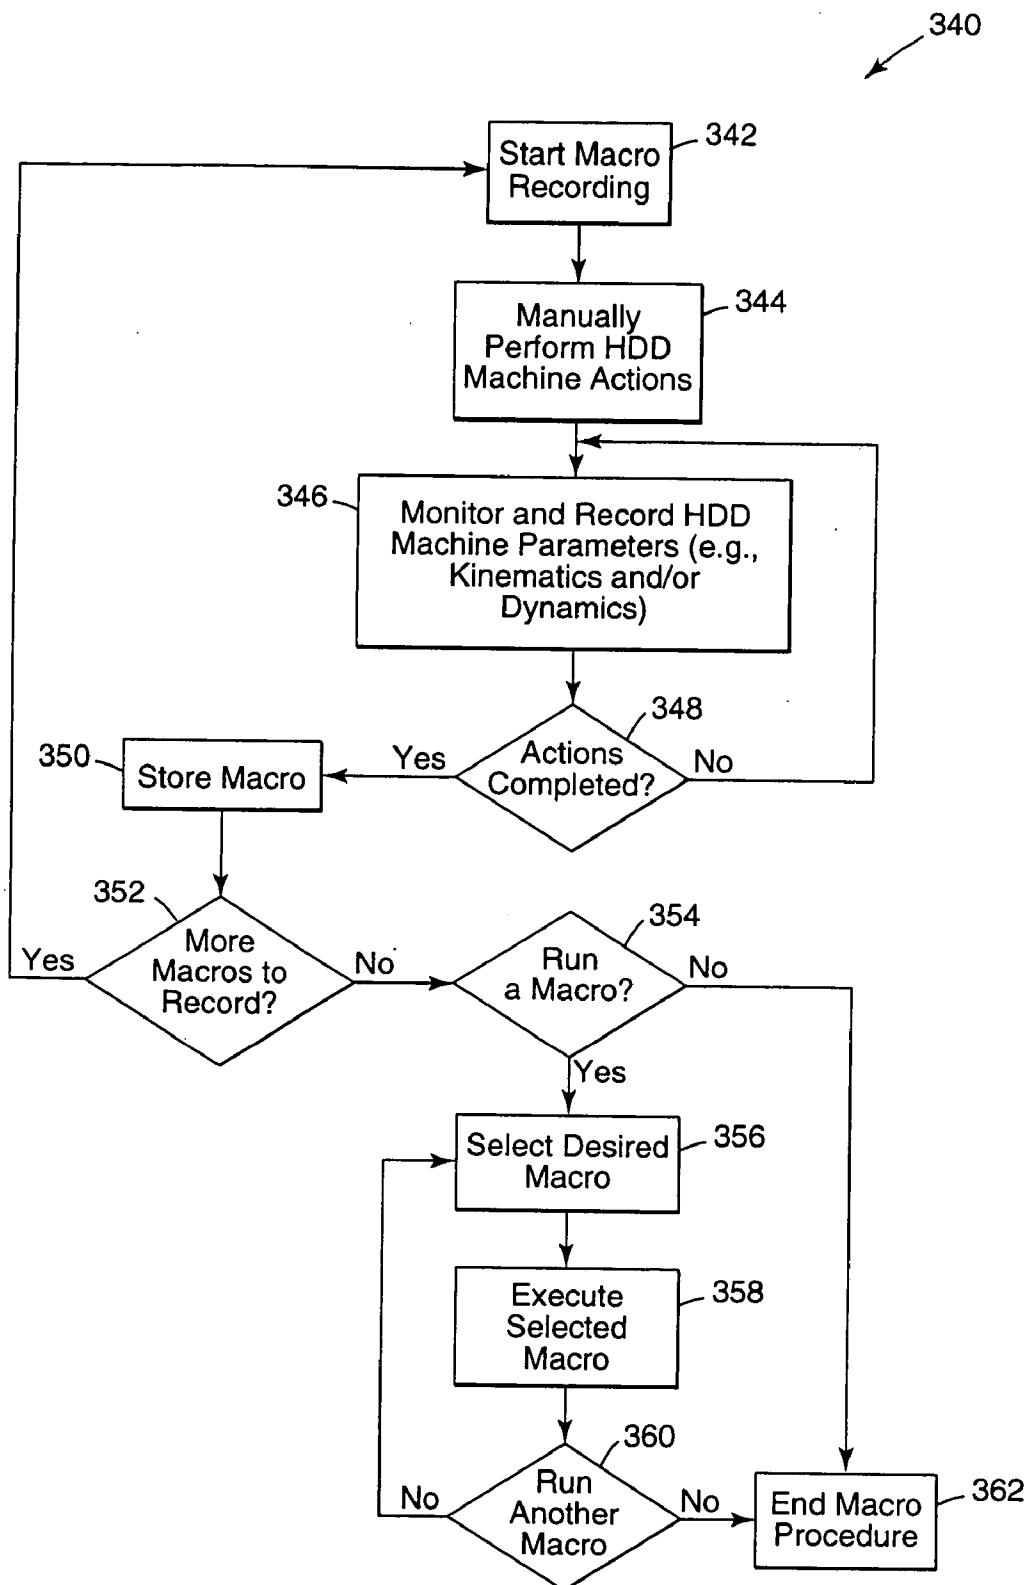 340
342
Start Macro
Recording
344
Manually
Perform HDD
Machine Actions
346
Monitor and Record HDD
Machine Parameters (e.g.,
Kinematics and/or
Dynamics)
348
Actions
Completed?
Yes
No
350
Store Macro
352
More
Macros to
Record?
Yes
No
354
Run
a Macro?
No
Yes
356
Select Desired
Macro
358
Execute
Selected
Macro
360
Run
Another
Macro
No
No
362
End Macro
Procedure